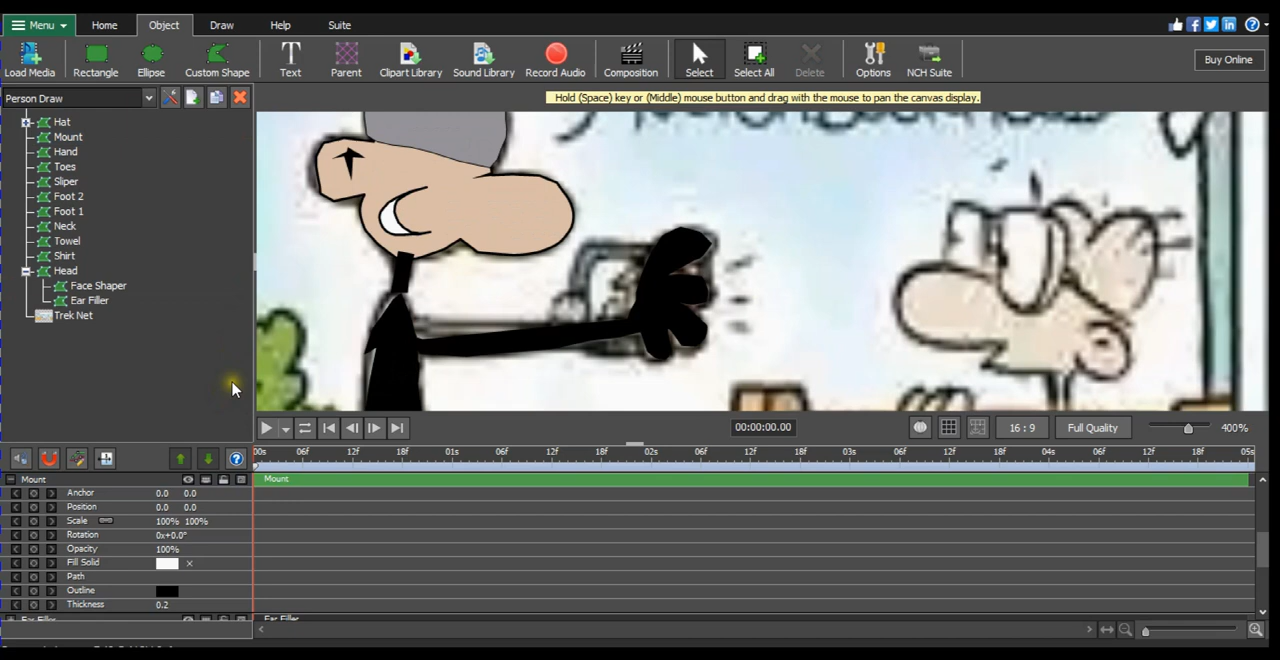 Menu Home Object Draw Help Suite
Load Media Rectangle Ellipse Custom Shape Text Parent Clipart Library Sound Library Record Audio Composition Select Select All Delete Options NCH Suite Buy Online
Person Draw
Hold (Space) key or (Middle) mouse button and drag with the mouse to pan the canvas display.
Hat
Mount
Hand
Toes
Sliper
Foot 2
Foot 1
Neck
Towel
Shirt
Head
Face Shaper
Ear Filler
Trek Net
00:00:00.00 16 : 9 Full Quality 400%
00s 06f 12f 18f 01s 06f 12f 18f 02s 06f 12f 18f 03s 06f 12f 18f 04s 06f 12f 18f 05s
Mount Mount
Anchor 0.0 0.0
Position 0.0 0.0
Scale 100% 100%
Rotation 0x+0.0°
Opacity 100%
Fill Solid
Path
Outline
Thickness 0.2
Ear Filler Ear Filler